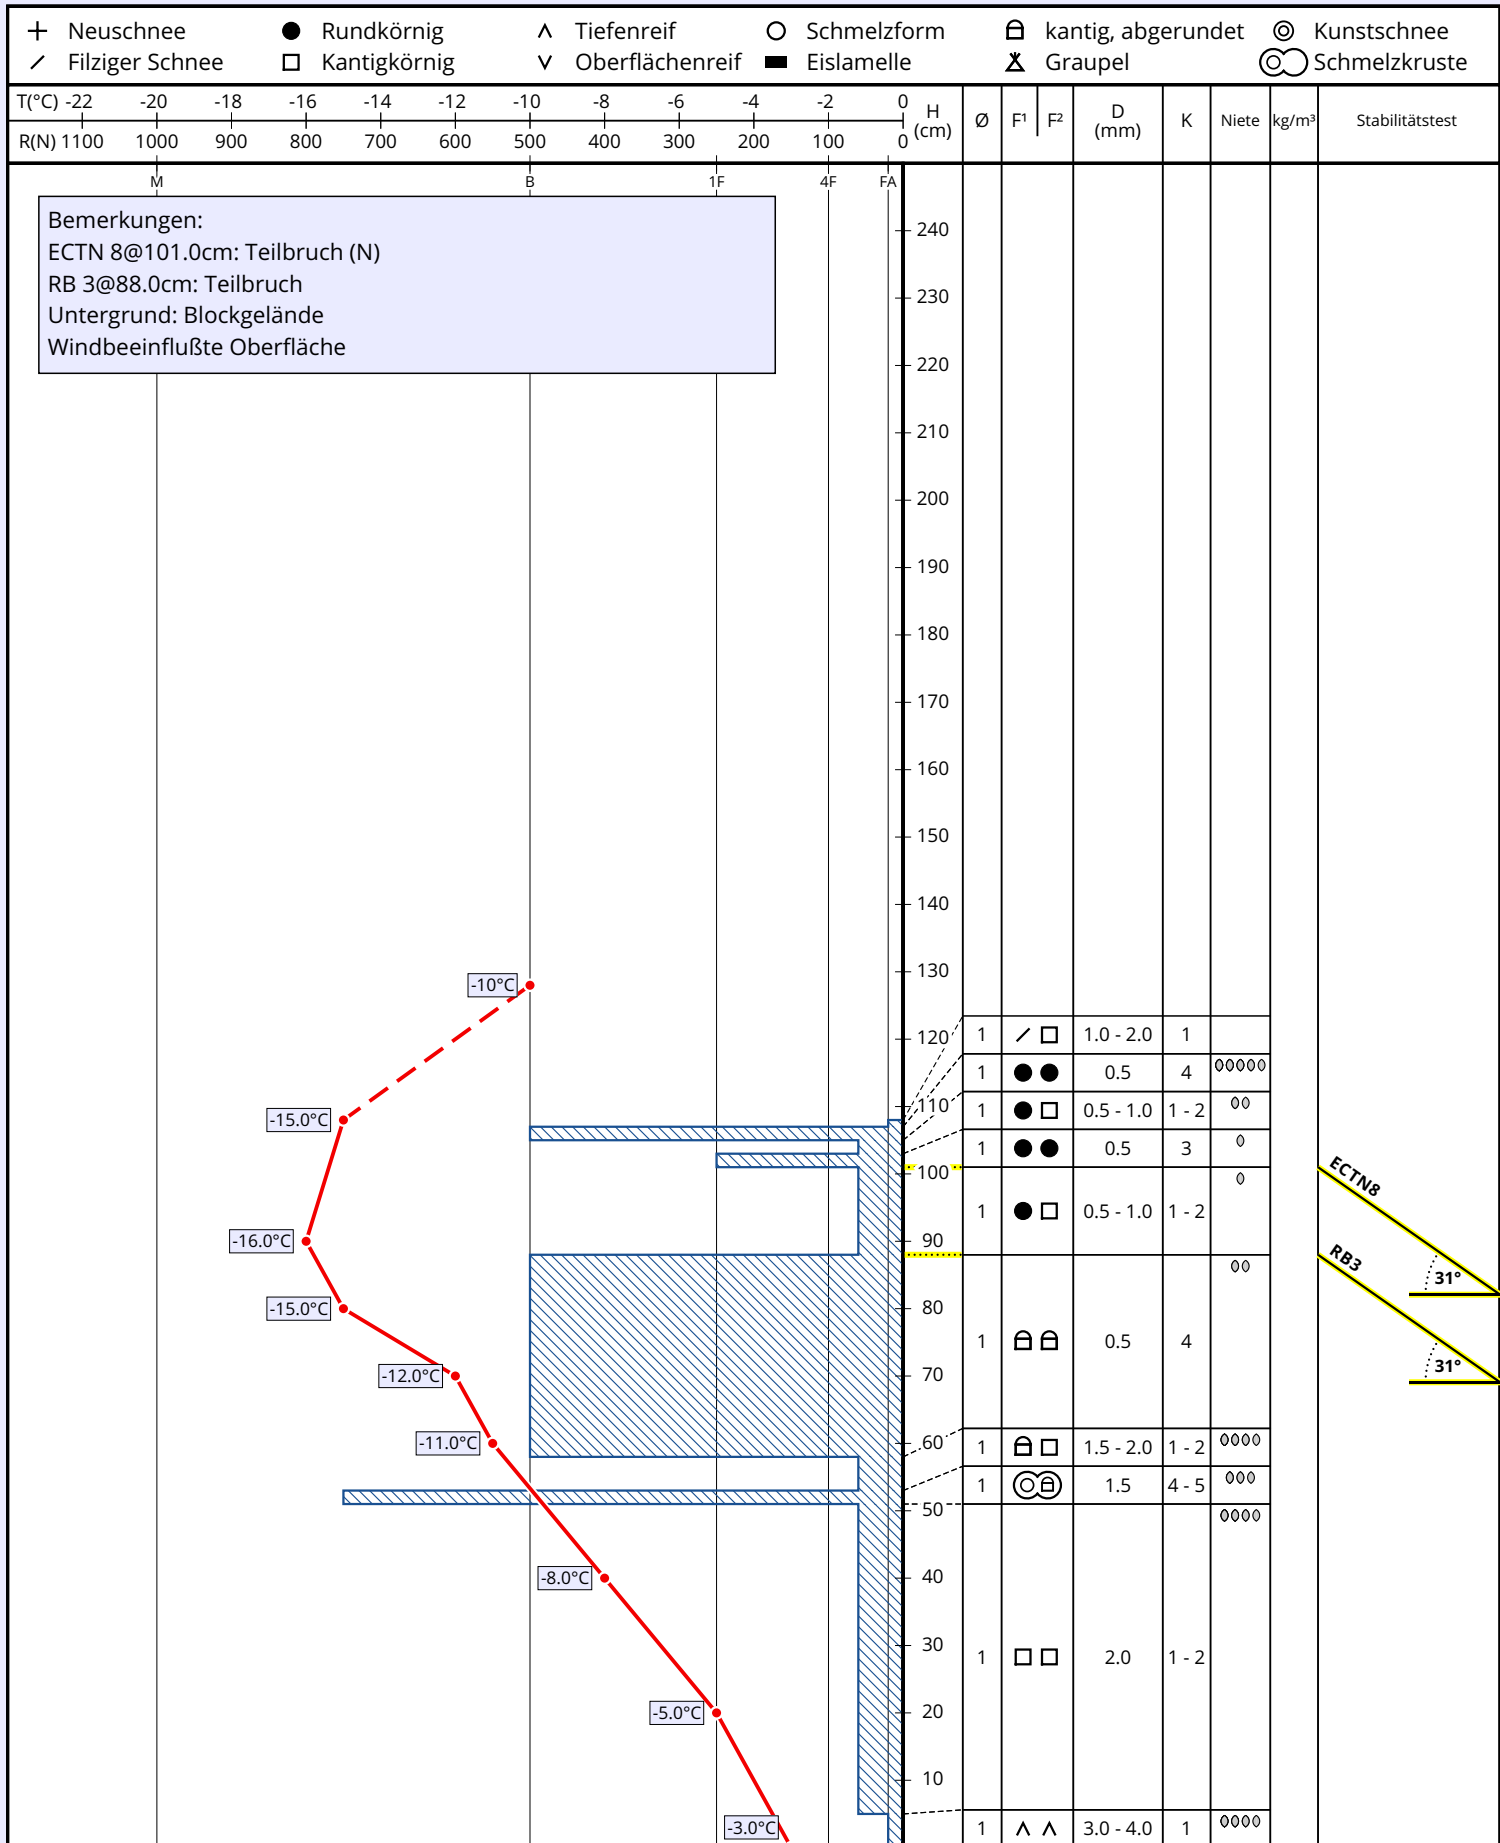 Neuschnee Rundkörnig Tiefenreif Schmelzform kantig, abgerundet Kunstschnee
Filziger Schnee Kantigkörnig Oberflächenreif Eislamelle Graupel Schmelzkruste
T(°C) -22 -20 -18 -16 -14 -12 -10 -8 -6 -4 -2 0
R(N) 1100 1000 900 800 700 600 500 400 300 200 100 0
H (cm) Ø F¹ F² D (mm) K Niete kg/m³ Stabilitätstest
M B 1F 4F FA
Bemerkungen:
ECTN 8@101.0cm: Teilbruch (N)
RB 3@88.0cm: Teilbruch
Untergrund: Blockgelände
Windbeeinflußte Oberfläche
240
230
220
210
200
190
180
170
160
150
140
130
-10°C
120
1 1.0 - 2.0 1
1 0.5 4
110
-15.0°C
1 0.5 - 1.0 1 - 2
1 0.5 3
100
ECTN8
31°
1 0.5 - 1.0 1 - 2
90
-16.0°C
RB3
31°
80
-15.0°C
1 0.5 4
70
-12.0°C
60
-11.0°C
1 1.5 - 2.0 1 - 2
1 1.5 4 - 5
50
40
-8.0°C
30
1 2.0 1 - 2
20
-5.0°C
10
-3.0°C
1 3.0 - 4.0 1